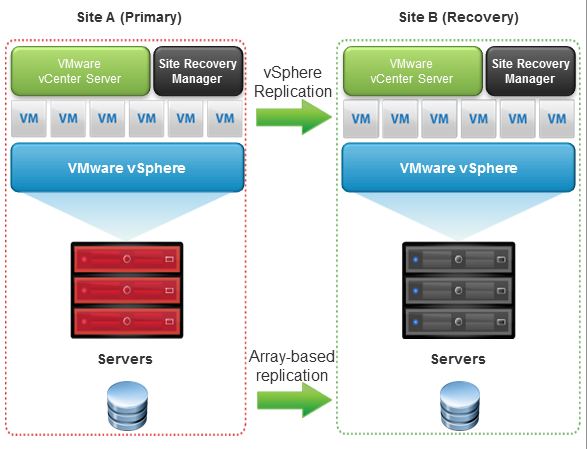 Site A (Primary)
Site B (Recovery)
VMware
vCenter Server
Site Recovery
Manager
vSphere
Replication
VMware
vCenter Server
Site Recovery
Manager
VM VM VM VM VM VM
VM VM VM VM VM VM
VMware vSphere
VMware vSphere
Servers
Array-based
replication
Servers